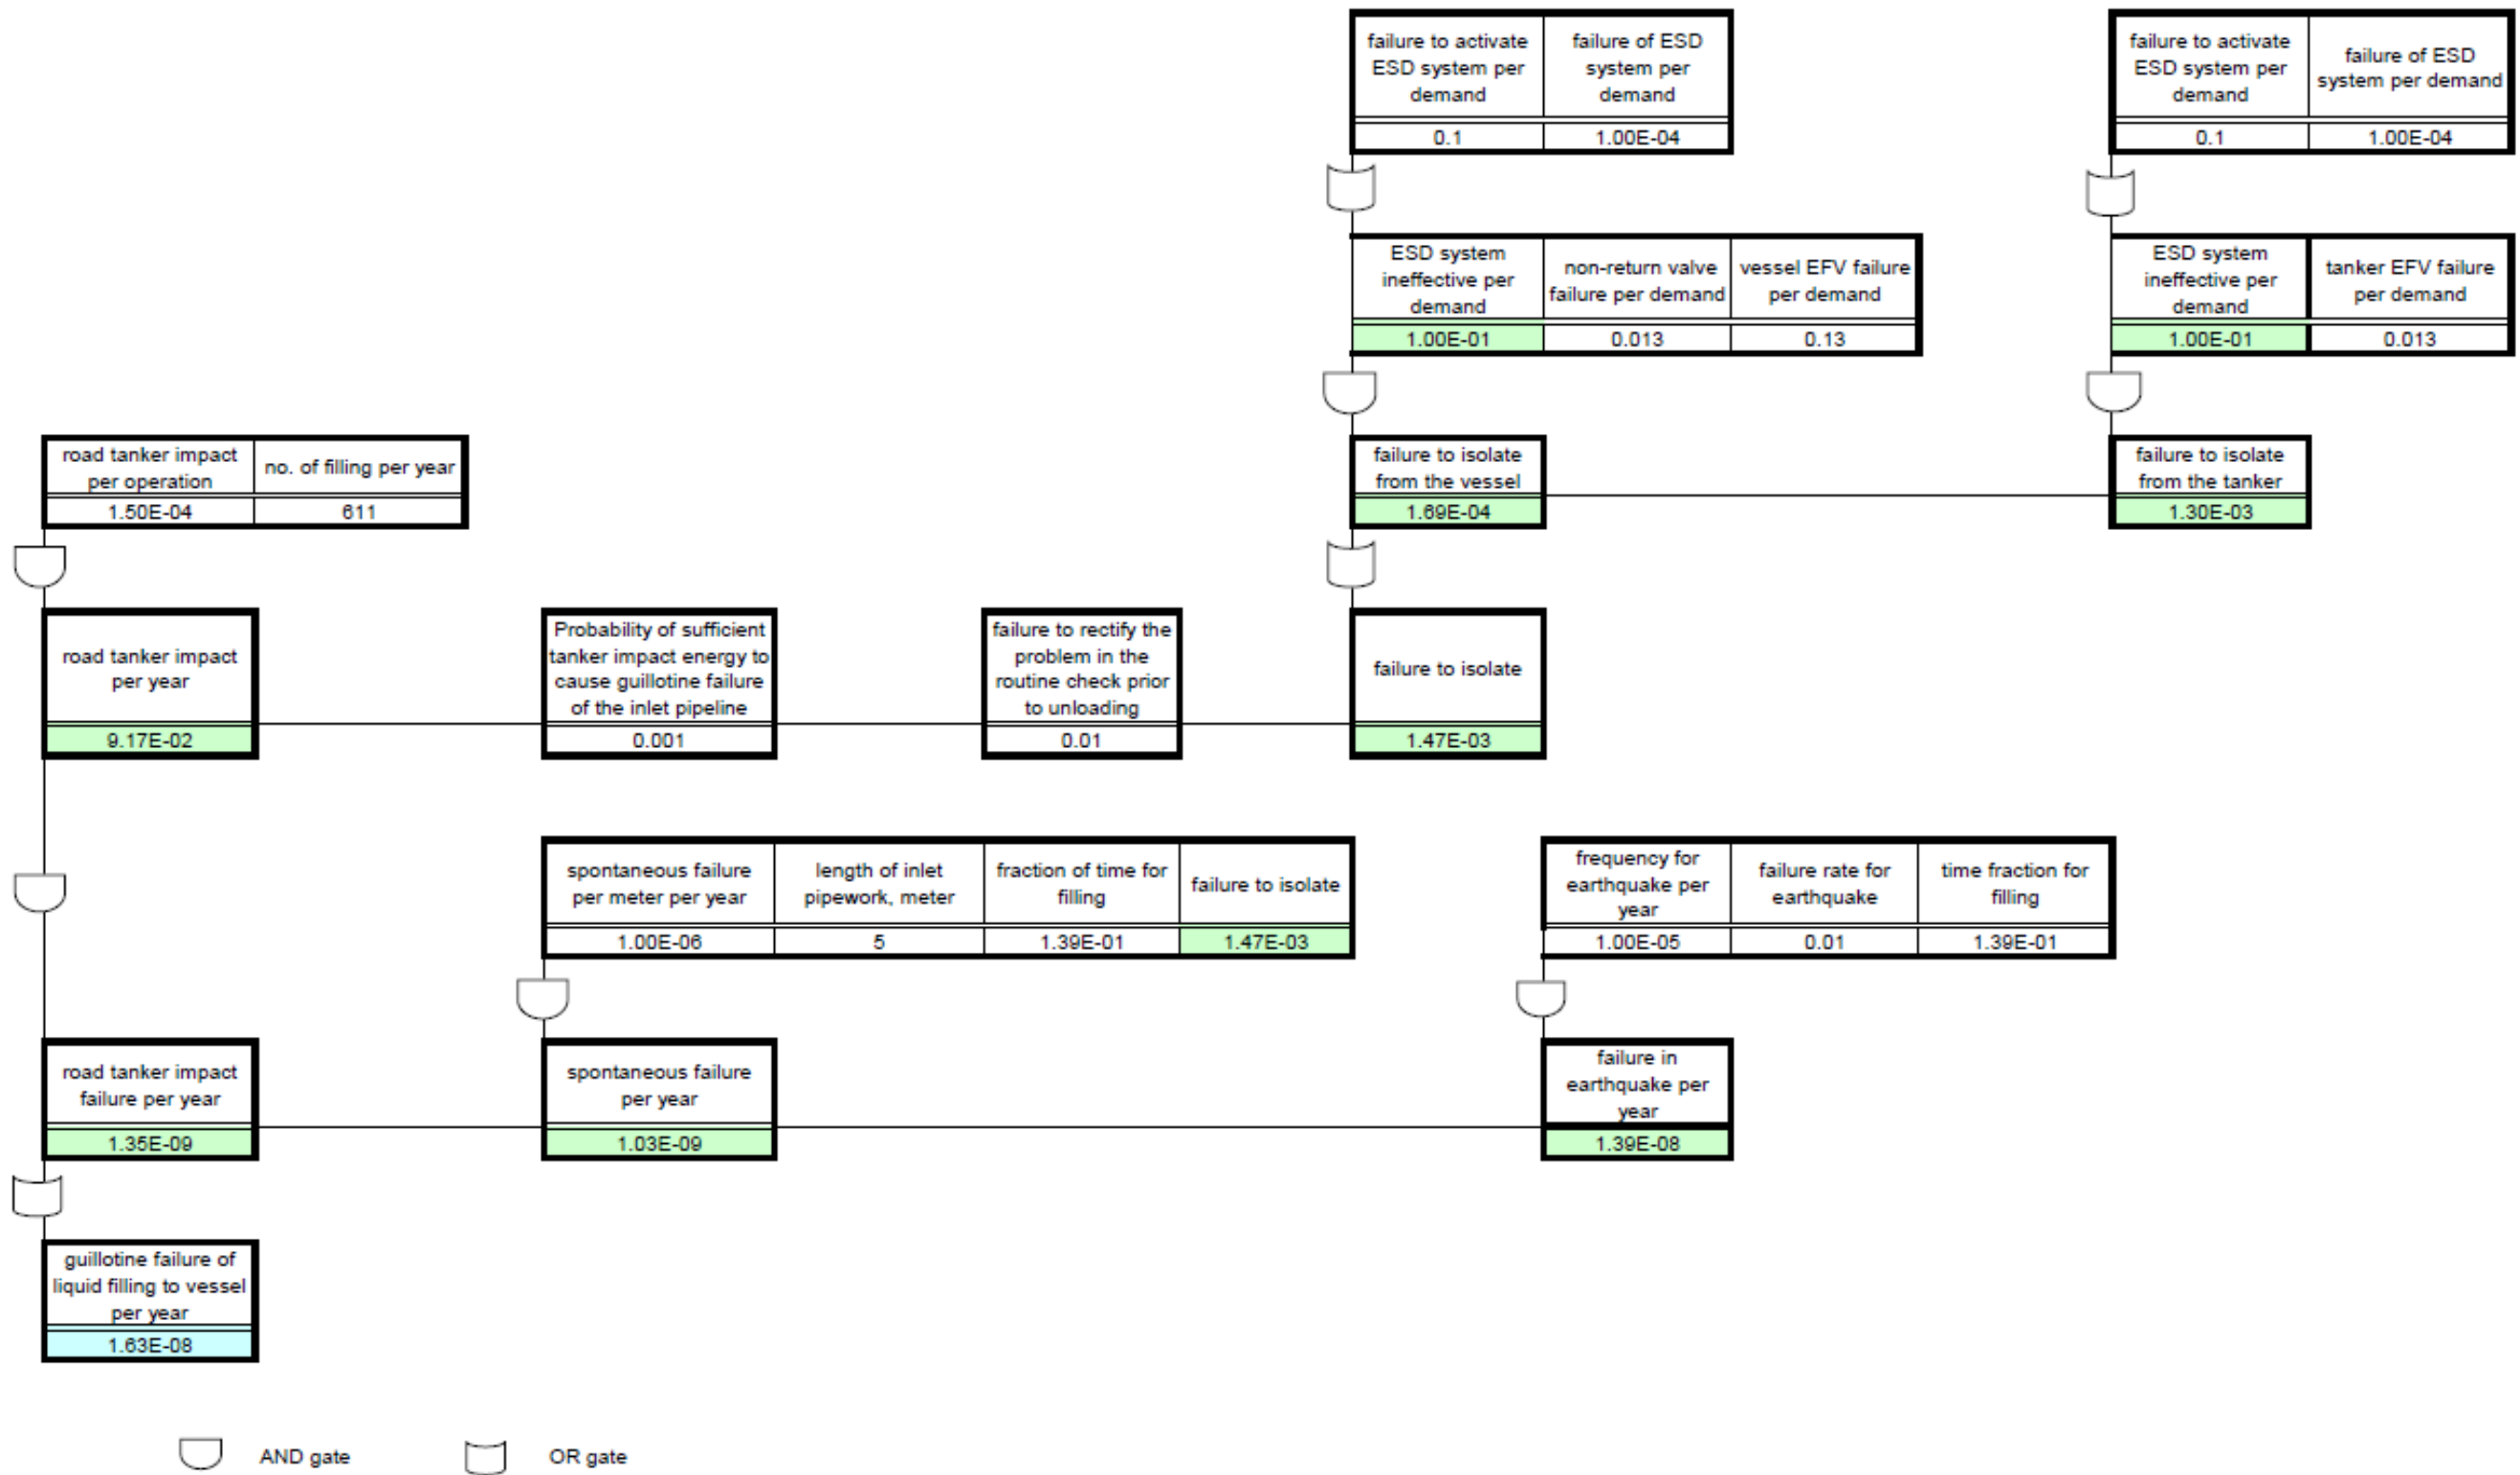 failure to activate
ESD system per
demand
failure of ESD
system per
demand
0.1
1.00E-04
failure to activate
ESD system per
demand
failure of ESD
system per demand
0.1
1.00E-04
ESD system
ineffective per
demand
non-return valve
failure per demand
vessel EFV failure
per demand
1.00E-01
0.013
0.13
ESD system
ineffective per
demand
tanker EFV failure
per demand
1.00E-01
0.013
road tanker impact
per operation
no. of filling per year
1.50E-04
611
failure to isolate
from the vessel
1.69E-04
failure to isolate
from the tanker
1.30E-03
road tanker impact
per year
9.17E-02
Probability of sufficient
tanker impact energy to
cause guillotine failure
of the inlet pipeline
0.001
failure to rectify the
problem in the
routine check prior
to unloading
0.01
failure to isolate
1.47E-03
spontaneous failure
per meter per year
length of inlet
pipework, meter
fraction of time for
filling
failure to isolate
1.00E-06
5
1.39E-01
1.47E-03
frequency for
earthquake per
year
failure rate for
earthquake
time fraction for
filling
1.00E-05
0.01
1.39E-01
road tanker impact
failure per year
1.35E-09
spontaneous failure
per year
1.03E-09
failure in
earthquake per
year
1.39E-08
guillotine failure of
liquid filling to vessel
per year
1.63E-08
AND gate
OR gate